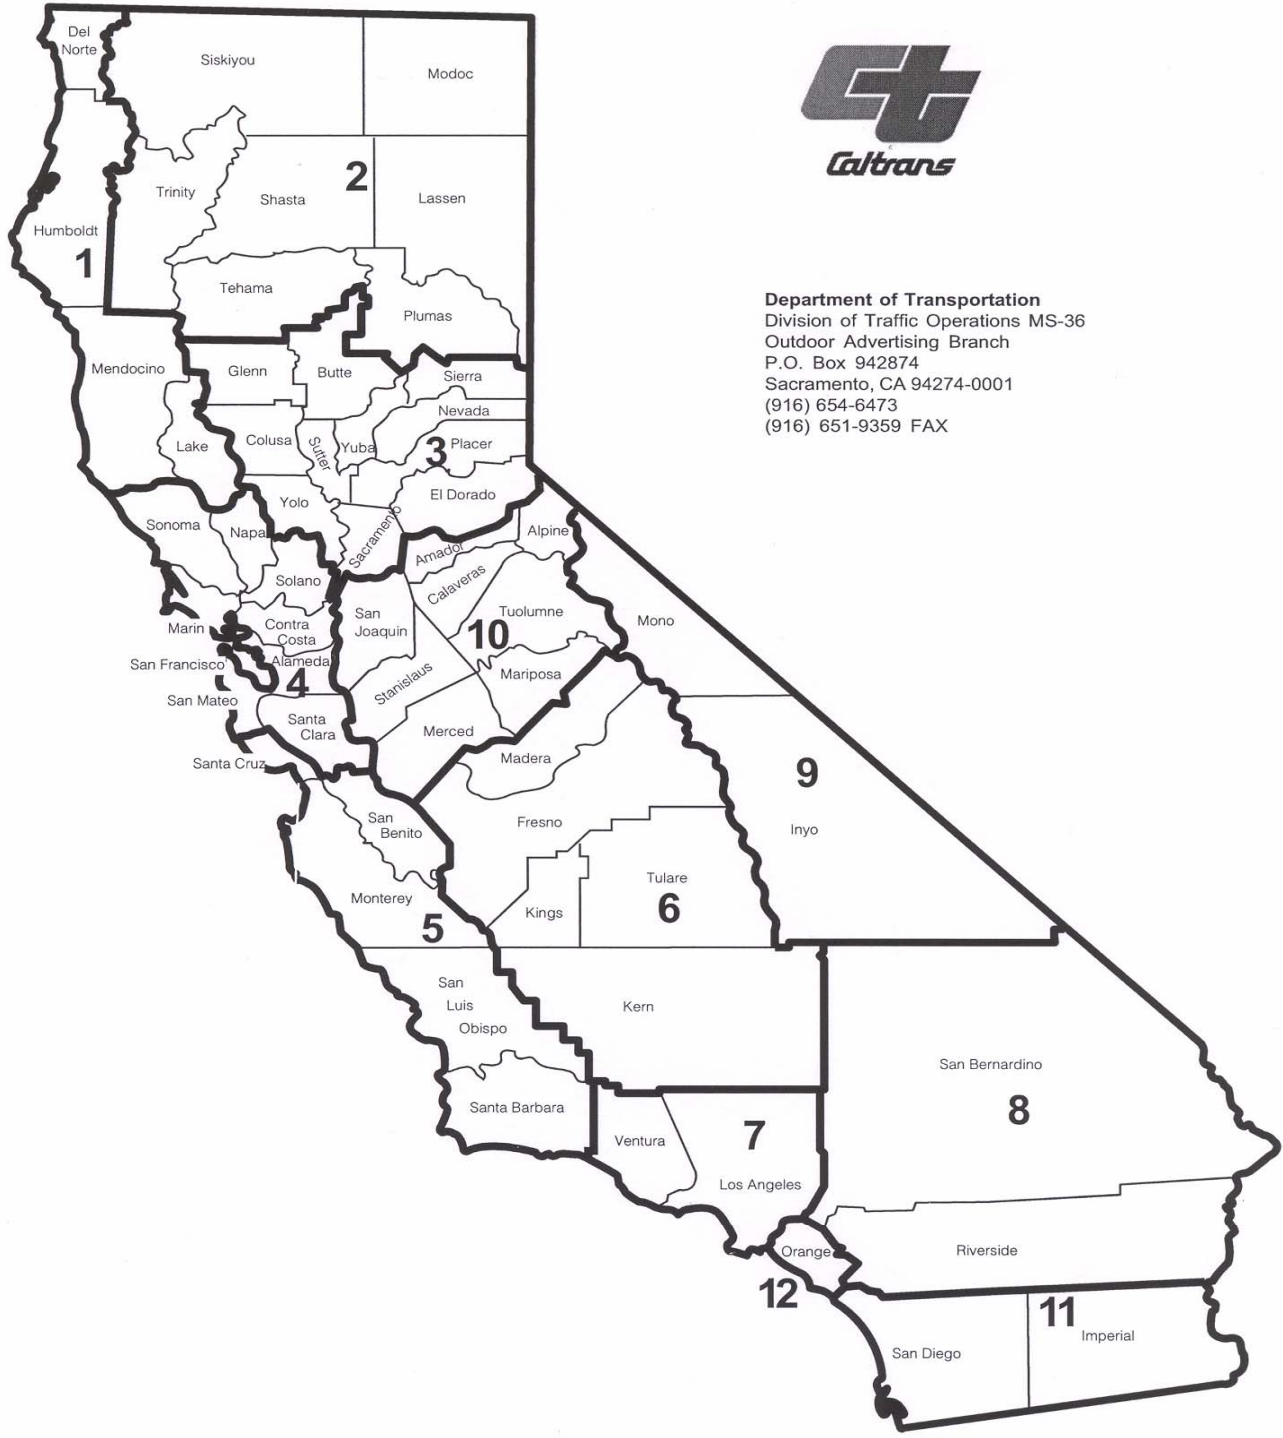 Del
Norte
Siskiyou
Modoc
Caltrans
Trinity
Shasta
2
Lassen
Humboldt
1
Tehama
Plumas
Department of Transportation
Division of Traffic Operations MS-36
Outdoor Advertising Branch
P.O. Box 942874
Sacramento, CA 94274-0001
(916) 654-6473
(916) 651-9359 FAX
Mendocino
Glenn
Butte
Sierra
Nevada
Lake
Colusa
Sutter
Yuba
3
Placer
Yolo
El Dorado
Sonoma
Napa
Sacramento
Amador
Alpine
Solano
Calaveras
San
Joaquin
Tuolumne
Mono
Marin
Contra
Costa
10
San Francisco
Alameda
4
Stanislaus
Mariposa
San Mateo
Santa
Clara
Merced
Santa Cruz
Madera
9
San
Benito
Fresno
Inyo
Monterey
5
Kings
Tulare
6
San
Luis
Obispo
Kern
San Bernardino
8
Santa Barbara
Ventura
7
Los Angeles
Orange
Riverside
12
11
San Diego
Imperial